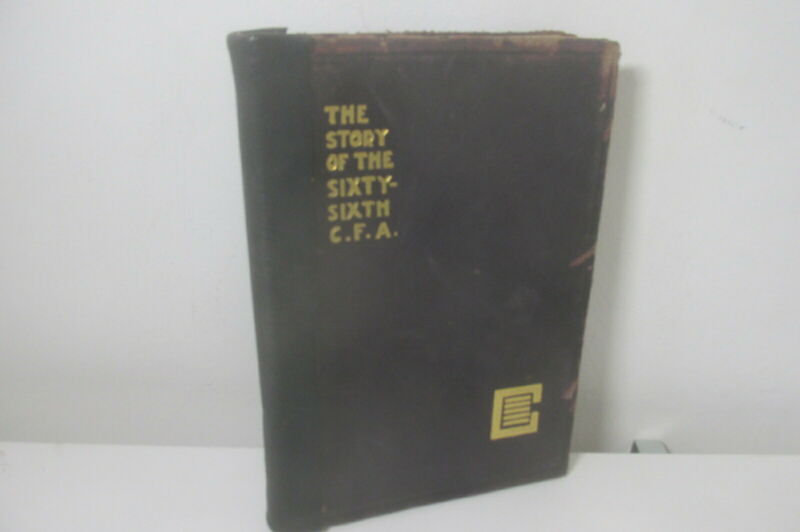 THE
STORY
OF THE
SIXTY-
SIXTH
C.F.A.